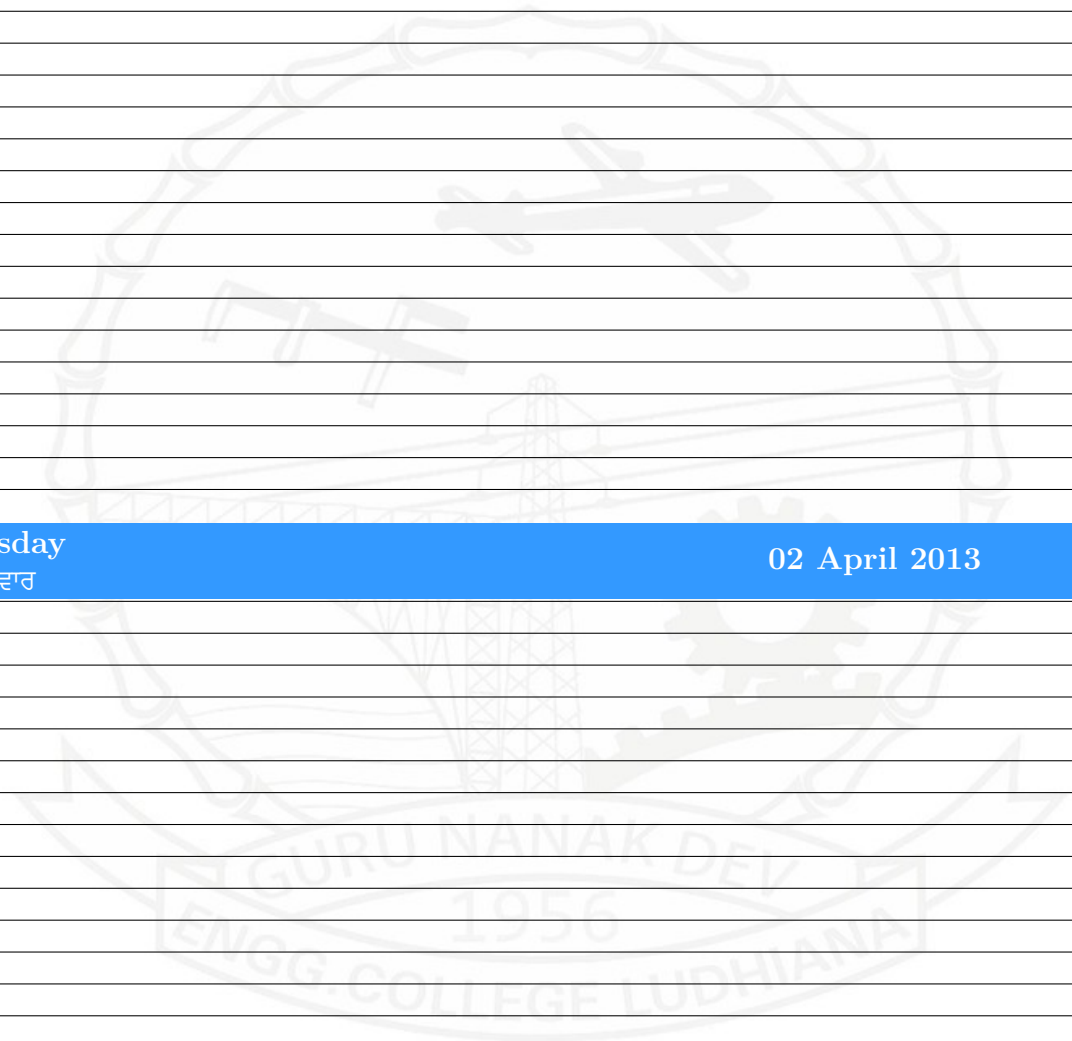 sday
ਵਾਰ
02 April 2013
GURU NANAK DEV
1956
ENGG. COLLEGE LUDHIANA